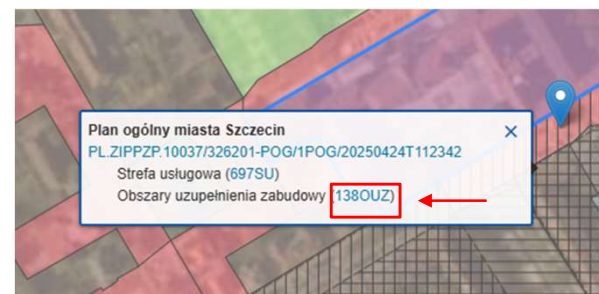 Plan ogólny miasta Szczecin
PL.ZIPPZP.10037/326201-POG/1POG/20250424T112342
Strefa usługowa (697SU)
Obszary uzupełnienia zabudowy (138OUZ)